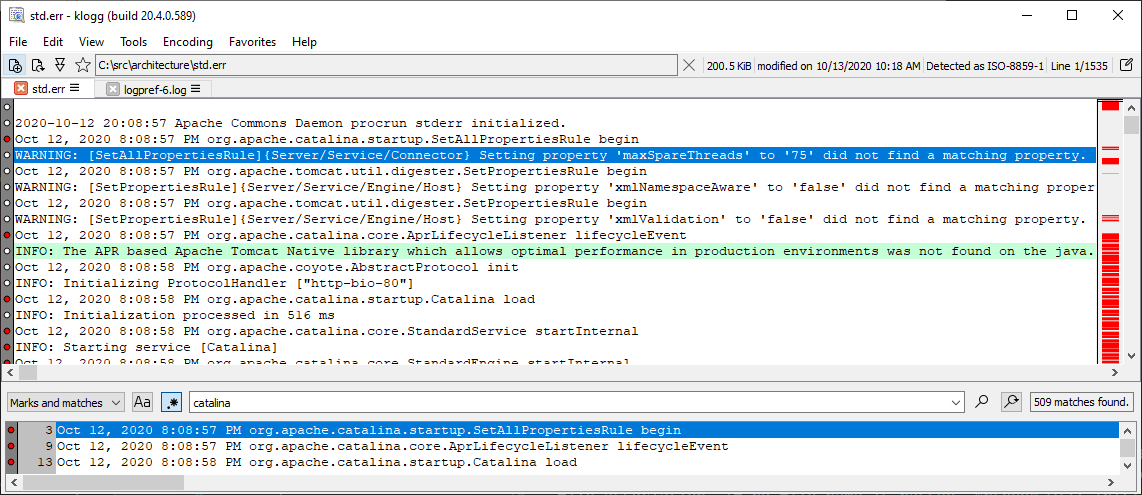 std.err - klogg (build 20.4.0.589)
File Edit View Tools Encoding Favorites Help
C:\src\architecture\std.err 200.5 KiB modified on 10/13/2020 10:18 AM Detected as ISO-8859-1 Line 1/1535
std.err logpref-6.log
2020-10-12 20:08:57 Apache Commons Daemon procrun stderr initialized.
Oct 12, 2020 8:08:57 PM org.apache.catalina.startup.SetAllPropertiesRule begin
WARNING: [SetAllPropertiesRule]{Server/Service/Connector} Setting property 'maxSpareThreads' to '75' did not find a matching property.
Oct 12, 2020 8:08:57 PM org.apache.tomcat.util.digester.SetPropertiesRule begin
WARNING: [SetPropertiesRule]{Server/Service/Engine/Host} Setting property 'xmlNamespaceAware' to 'false' did not find a matching proper
Oct 12, 2020 8:08:57 PM org.apache.tomcat.util.digester.SetPropertiesRule begin
WARNING: [SetPropertiesRule]{Server/Service/Engine/Host} Setting property 'xmlValidation' to 'false' did not find a matching property.
Oct 12, 2020 8:08:57 PM org.apache.catalina.core.AprLifecycleListener lifecycleEvent
INFO: The APR based Apache Tomcat Native library which allows optimal performance in production environments was not found on the java.
Oct 12, 2020 8:08:58 PM org.apache.coyote.AbstractProtocol init
INFO: Initializing ProtocolHandler ["http-bio-80"]
Oct 12, 2020 8:08:58 PM org.apache.catalina.startup.Catalina load
INFO: Initialization processed in 516 ms
Oct 12, 2020 8:08:58 PM org.apache.catalina.core.StandardService startInternal
INFO: Starting service [Catalina]
Oct 12, 2020 8:08:58 PM org.apache.catalina.core.StandardEngine startInternal
Marks and matches Aa .* catalina 509 matches found.
3 Oct 12, 2020 8:08:57 PM org.apache.catalina.startup.SetAllPropertiesRule begin
9 Oct 12, 2020 8:08:57 PM org.apache.catalina.core.AprLifecycleListener lifecycleEvent
13 Oct 12, 2020 8:08:58 PM org.apache.catalina.startup.Catalina load